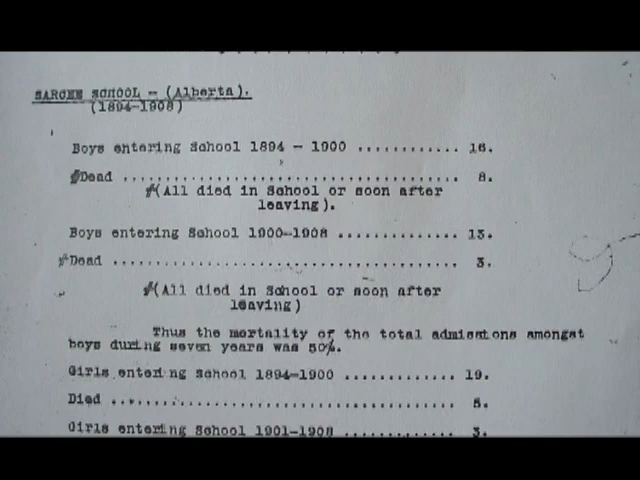 SARCEE SCHOOL - (Alberta).
(1894-1908)
Boys entering School 1894 - 1900 ............ 16.
Dead ........................................ 8.
(All died in School or soon after
leaving).
Boys entering School 1900-1908 ............. 13.
Dead ........................................ 3.
(All died in School or soon after
leaving)
Thus the mortality of the total admissions amongst
boys during seven years was 50%.
Girls entering School 1894-1900 ............ 19.
Died ........................................ 5.
Girls entering School 1901-1908 ............ 3.